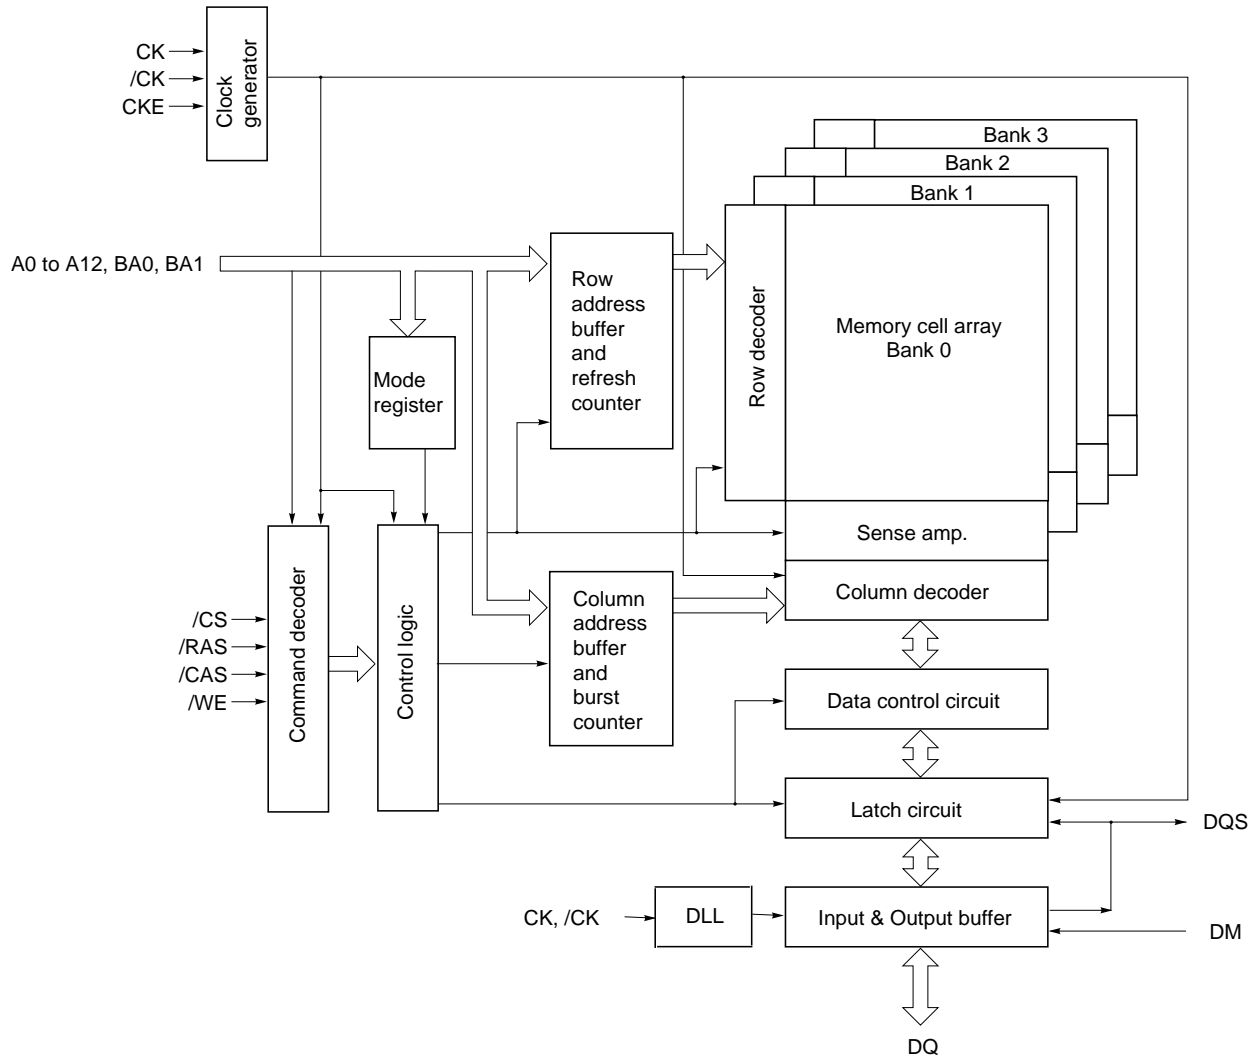 CK
/CK
CKE
Clock
generator
Bank 3
Bank 2
Bank 1
A0 to A12, BA0, BA1
Row
address
buffer
and
refresh
counter
Row decoder
Memory cell array
Bank 0
Mode
register
Sense amp.
Column decoder
Command decoder
Control logic
/CS
/RAS
/CAS
/WE
Column
address
buffer
and
burst
counter
Data control circuit
Latch circuit
DQS
CK, /CK
DLL
Input & Output buffer
DM
DQ